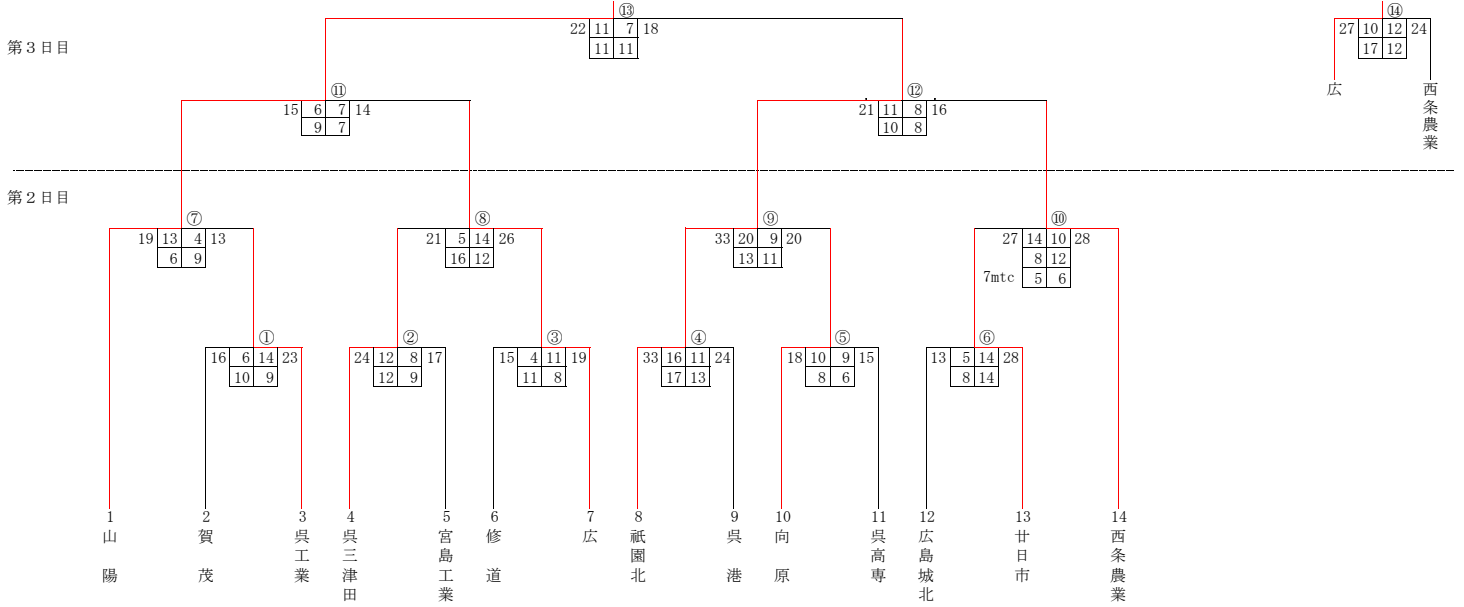 ⑬ ⑭
22 11 7 18 27 10 12 24
第3日目
11 11 17 12
広 西条農業
⑪ ⑫
15 6 7 14 21 11 8 16
9 7 10 8
第2日目
⑦ ⑧ ⑨ ⑩
19 13 4 13 21 5 14 26 33 20 9 20 27 14 10 28
6 9 16 12 13 11 8 12
7mtc 5 6
① ② ③ ④ ⑤ ⑥
16 6 14 23 24 12 8 17 15 4 11 19 33 16 11 24 18 10 9 15 13 5 14 28
10 9 12 9 11 8 17 13 8 6 8 14
1 2 3 4 5 6 7 8 9 10 11 12 13 14
山陽 賀茂 呉工業 呉三津田 宮島工業 修道 広 祇園北 呉港 向原 呉高専 広島城北 廿日市 西条農業